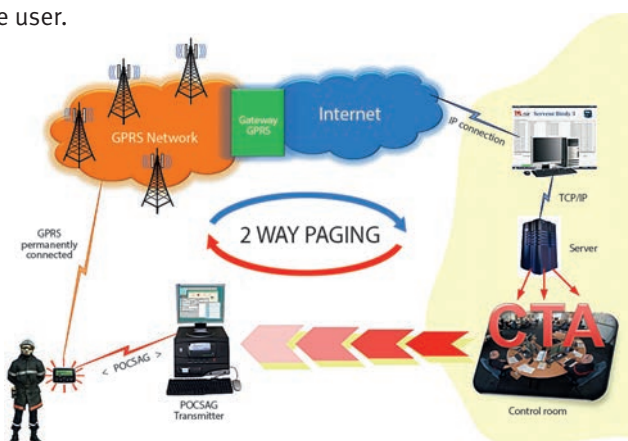 e user.
GPRS Network
Gateway
GPRS
Internet
IP connection
TCP/IP
Server
GPRS
permanently
connected
2 WAY PAGING
CTA
< POCSAG >
POCSAG
Transmitter
Control room